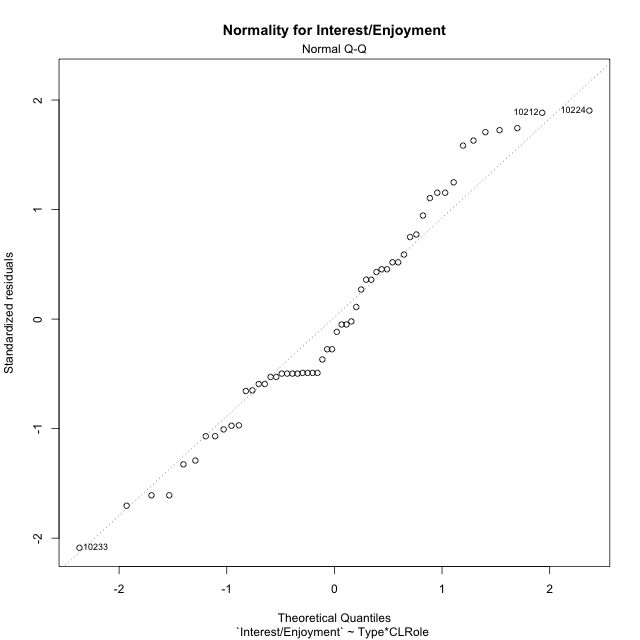 Normality for Interest/Enjoyment
Normal Q-Q
Standardized residuals
2
1
0
-1
-2
10212
10224
10233
-2
-1
0
1
2
Theoretical Quantiles
`Interest/Enjoyment` ~ Type*CLRole